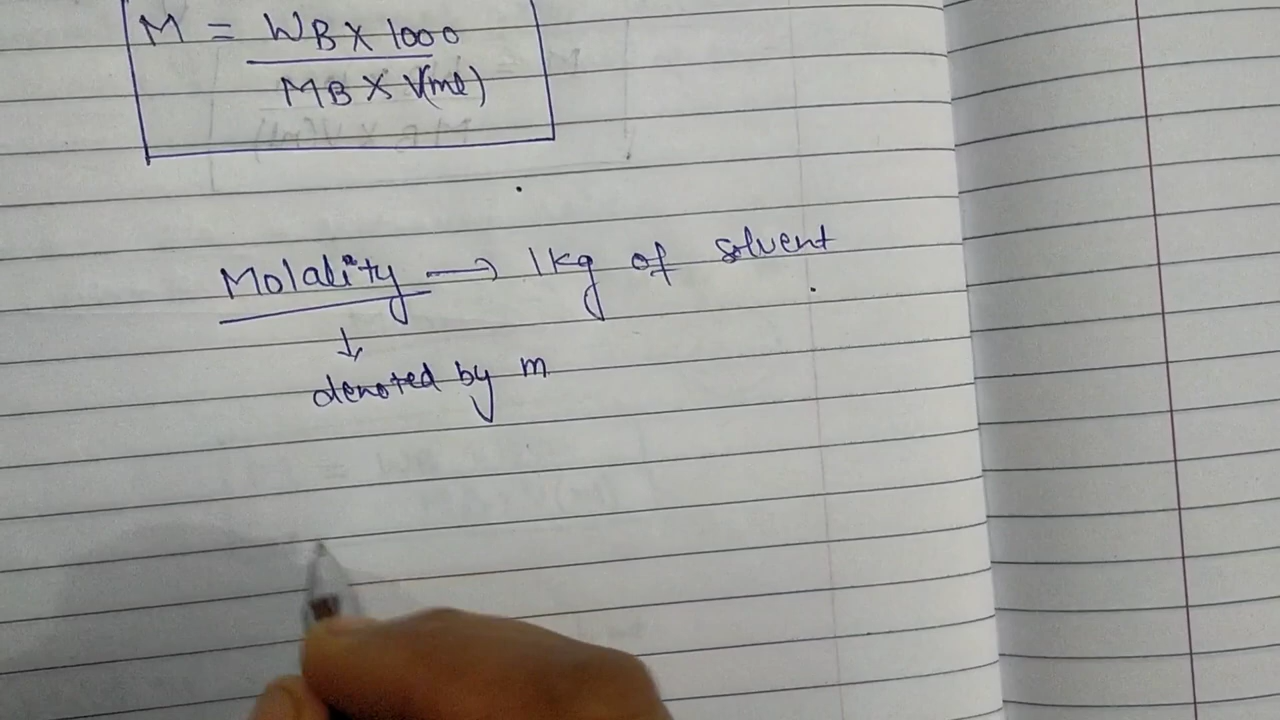 M = WB X 1000
MB X V(ml)
Molality → 1kg of solvent
↓
denoted by m